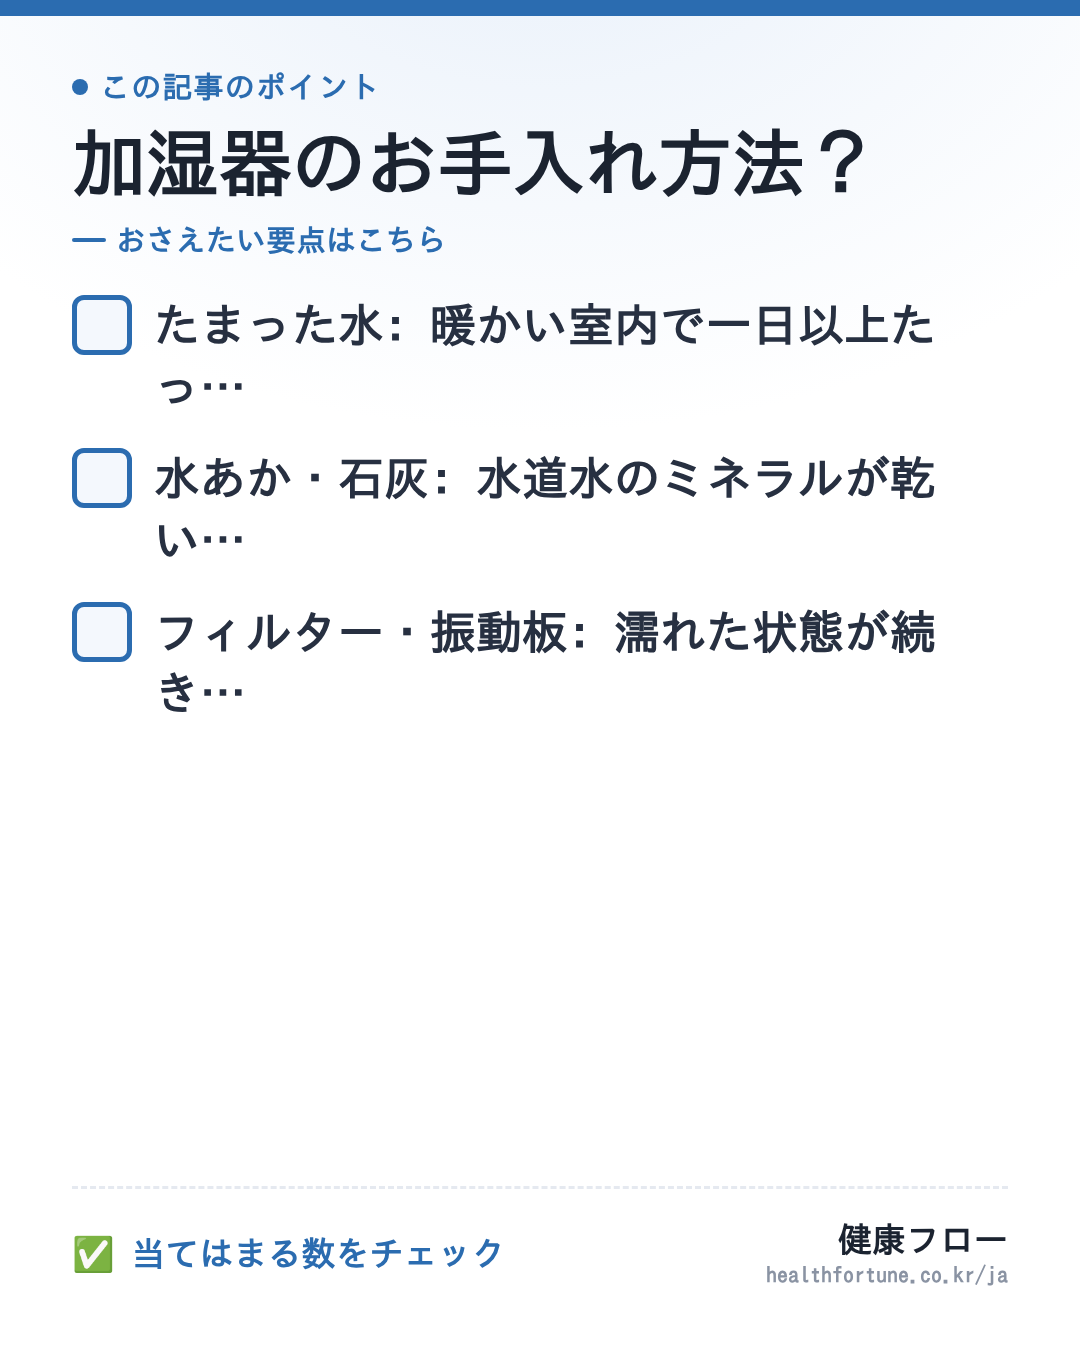 この記事のポイント
加湿器のお手入れ方法？
— おさえたい要点はこちら
たまった水: 暖かい室内で一日以上た
っ…
水あか・石灰: 水道水のミネラルが乾
い…
フィルター・振動板: 濡れた状態が続
き…
✅ 当てはまる数をチェック
健康フロー
healthfortune.co.kr/ja